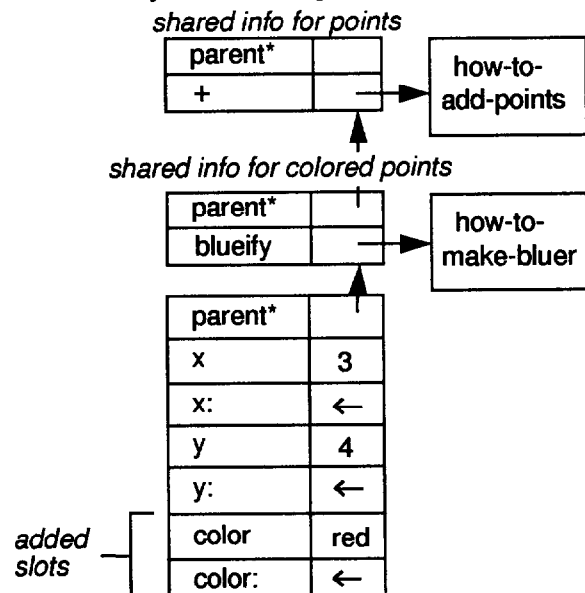 shared info for points
parent*
+
how-to-
add-points
shared info for colored points
parent*
blueify
how-to-
make-bluer
parent*
x 3
x: ←
y 4
y: ←
added
slots
color red
color: ←